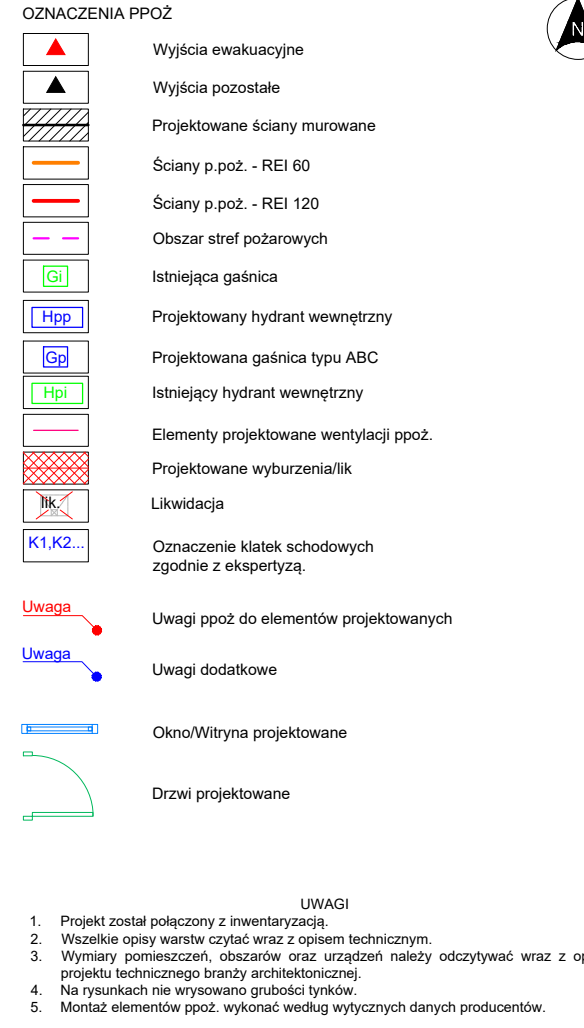 OZNACZENIA PPOŻ
N
Wyjścia ewakuacyjne
Wyjścia pozostałe
Projektowane ściany murowane
Ściany p.poż. - REI 60
Ściany p.poż. - REI 120
Obszar stref pożarowych
Gi Istniejąca gaśnica
Hpp Projektowany hydrant wewnętrzny
Gp Projektowana gaśnica typu ABC
Hpi Istniejący hydrant wewnętrzny
Elementy projektowane wentylacji ppoż.
Projektowane wyburzenia/lik
lik. Likwidacja
K1,K2... Oznaczenie klatek schodowych
zgodnie z ekspertyzą.
Uwaga
Uwagi ppoż do elementów projektowanych
Uwaga
Uwagi dodatkowe
Okno/Witryna projektowane
Drzwi projektowane
UWAGI
1. Projekt został połączony z inwentaryzacją.
2. Wszelkie opisy warstw czytać wraz z opisem technicznym.
3. Wymiary pomieszczeń, obszarów oraz urządzeń należy odczytywać wraz z op
projektu technicznego branży architektonicznej.
4. Na rysunkach nie wrysowano grubości tynków.
5. Montaż elementów ppoż. wykonać według wytycznych danych producentów.